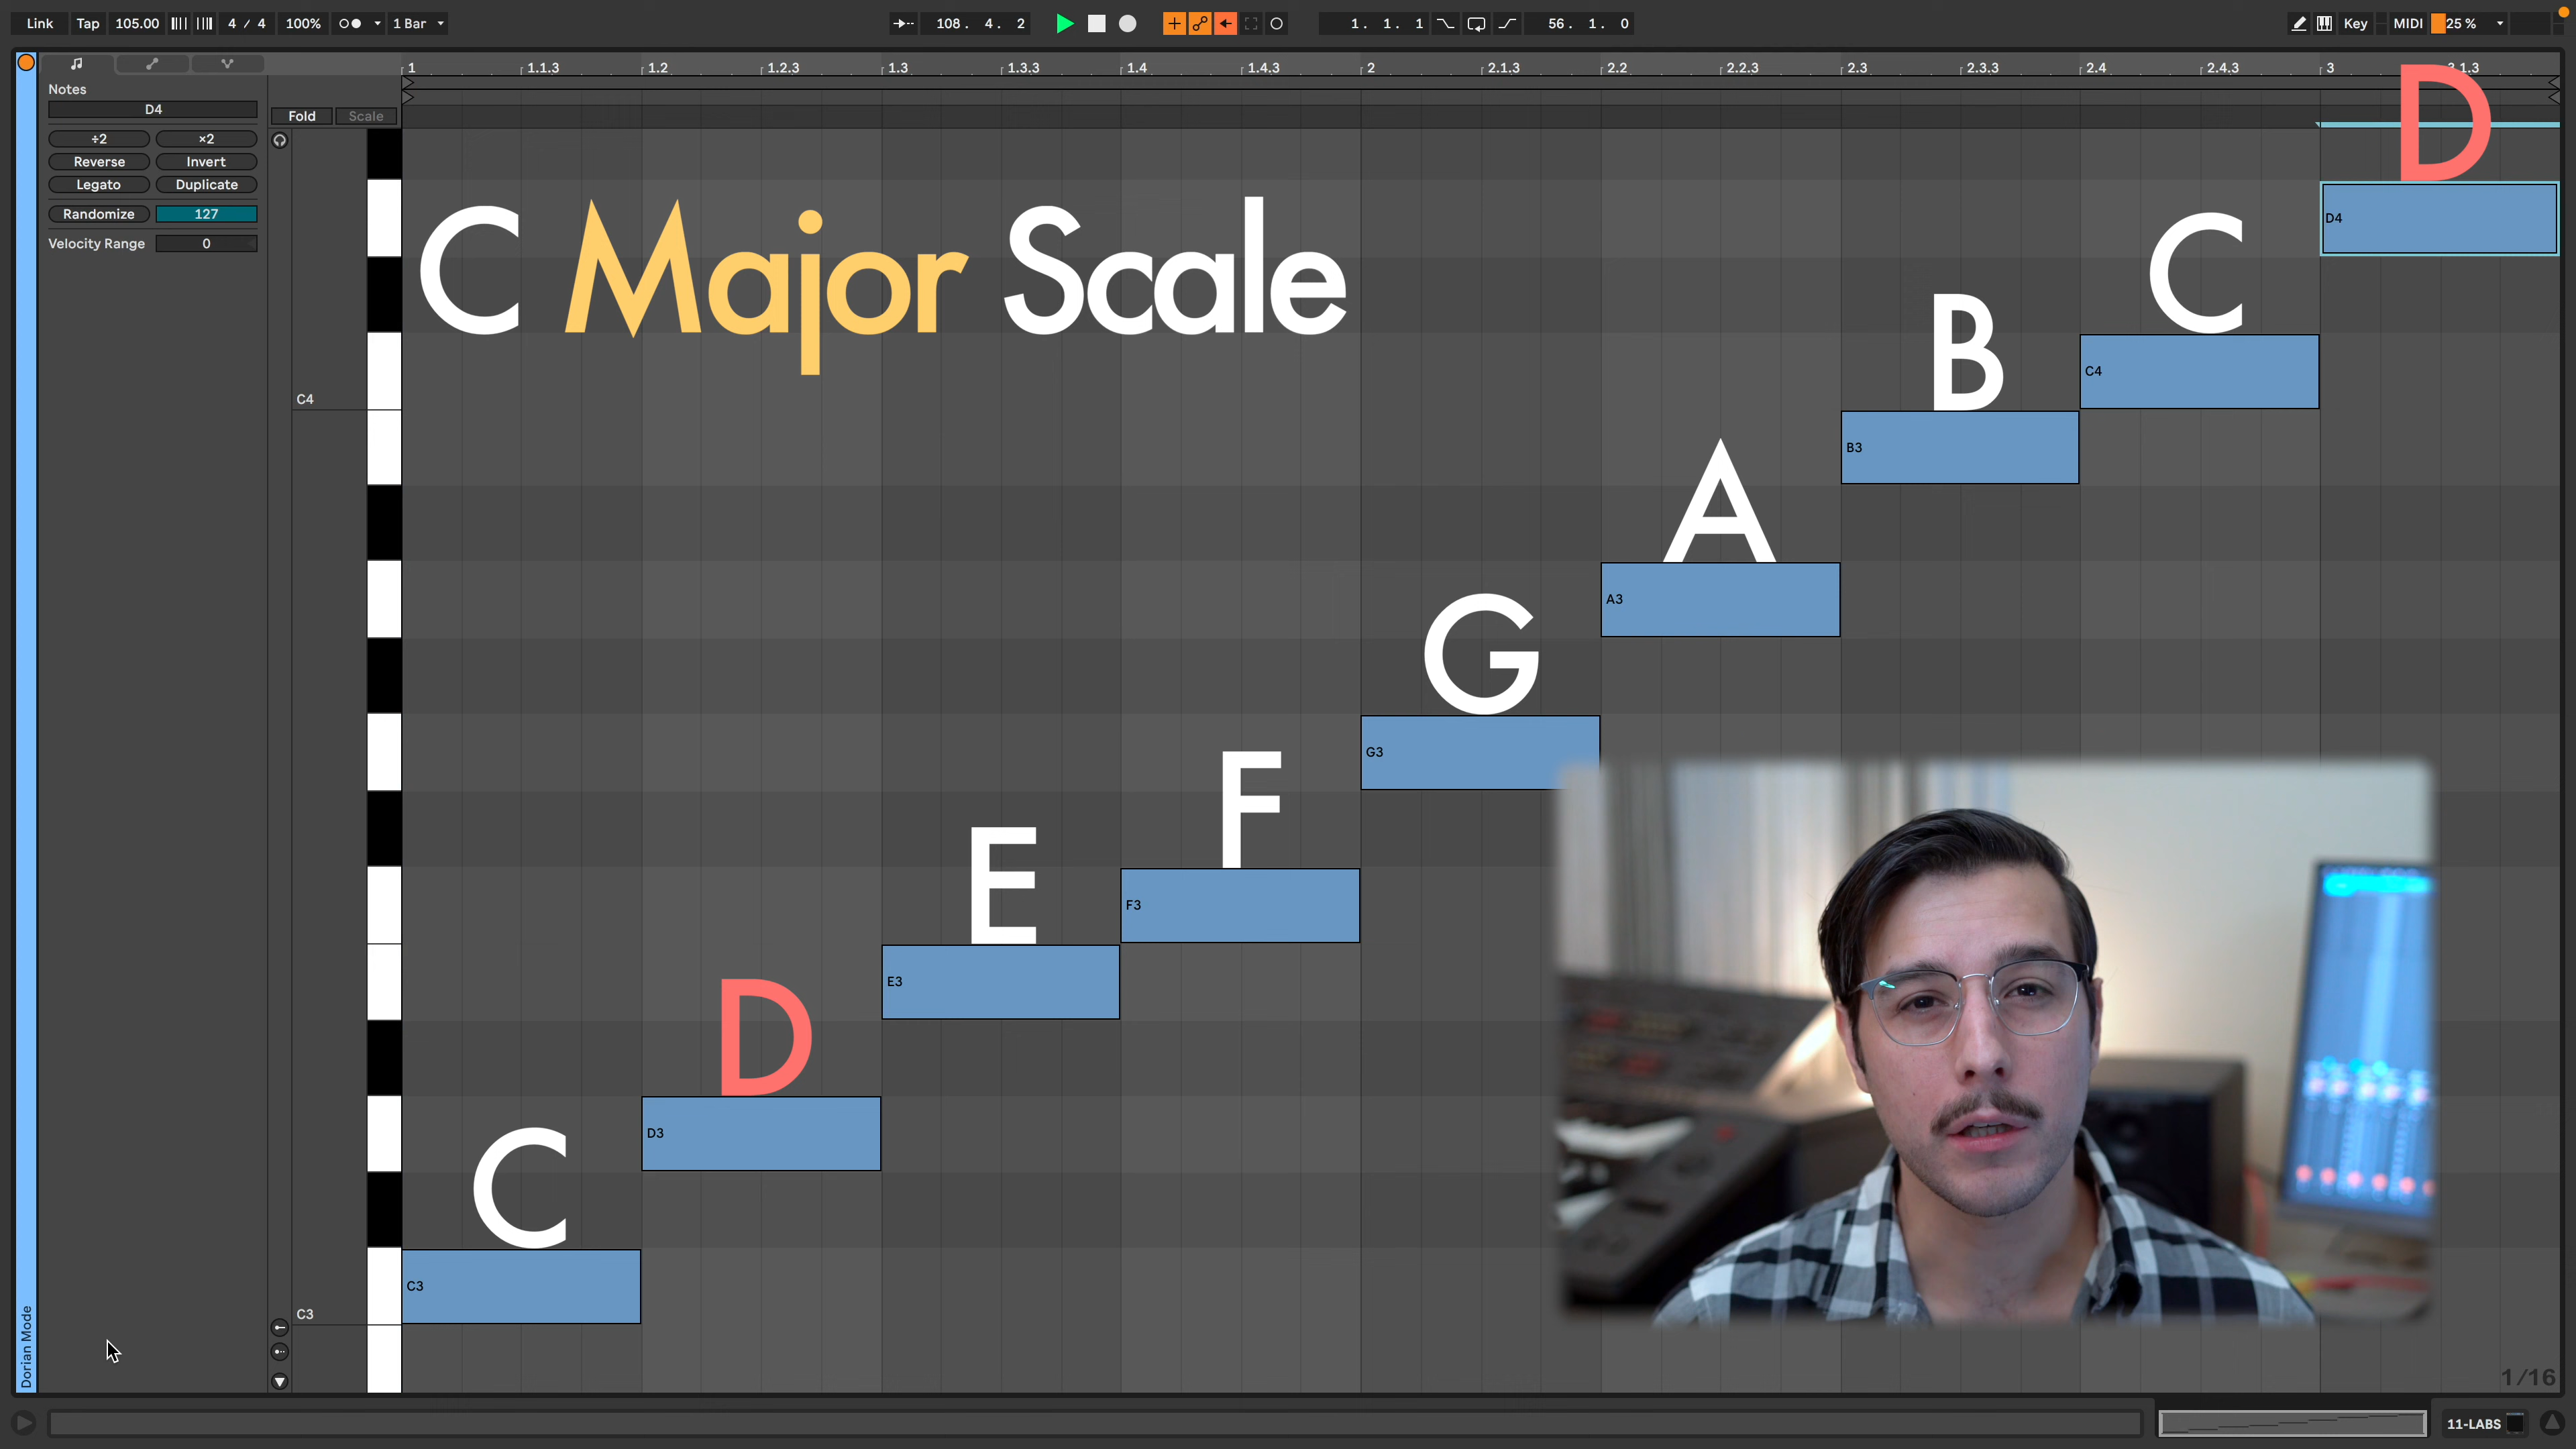 Link Tap 105.00 4 / 4 100% 1 Bar 108. 4. 2 1. 1. 1 56. 1. 0 Key MIDI 25 %
1 1.1.3 1.2 1.2.3 1.3 1.3.3 1.4 1.4.3 2 2.1.3 2.2 2.2.3 2.3 2.3.3 2.4 2.4.3 3 3.1.3
Notes
D4
Fold Scale
÷2 ×2
Reverse Invert
Legato Duplicate
Randomize 127
Velocity Range 0
D
D4
C Major Scale
C
C4
C4
B
B3
A
A3
G
G3
F
F3
E
E3
D
D3
C
C3
C3
Dorian Mode
1/16
11-LABS